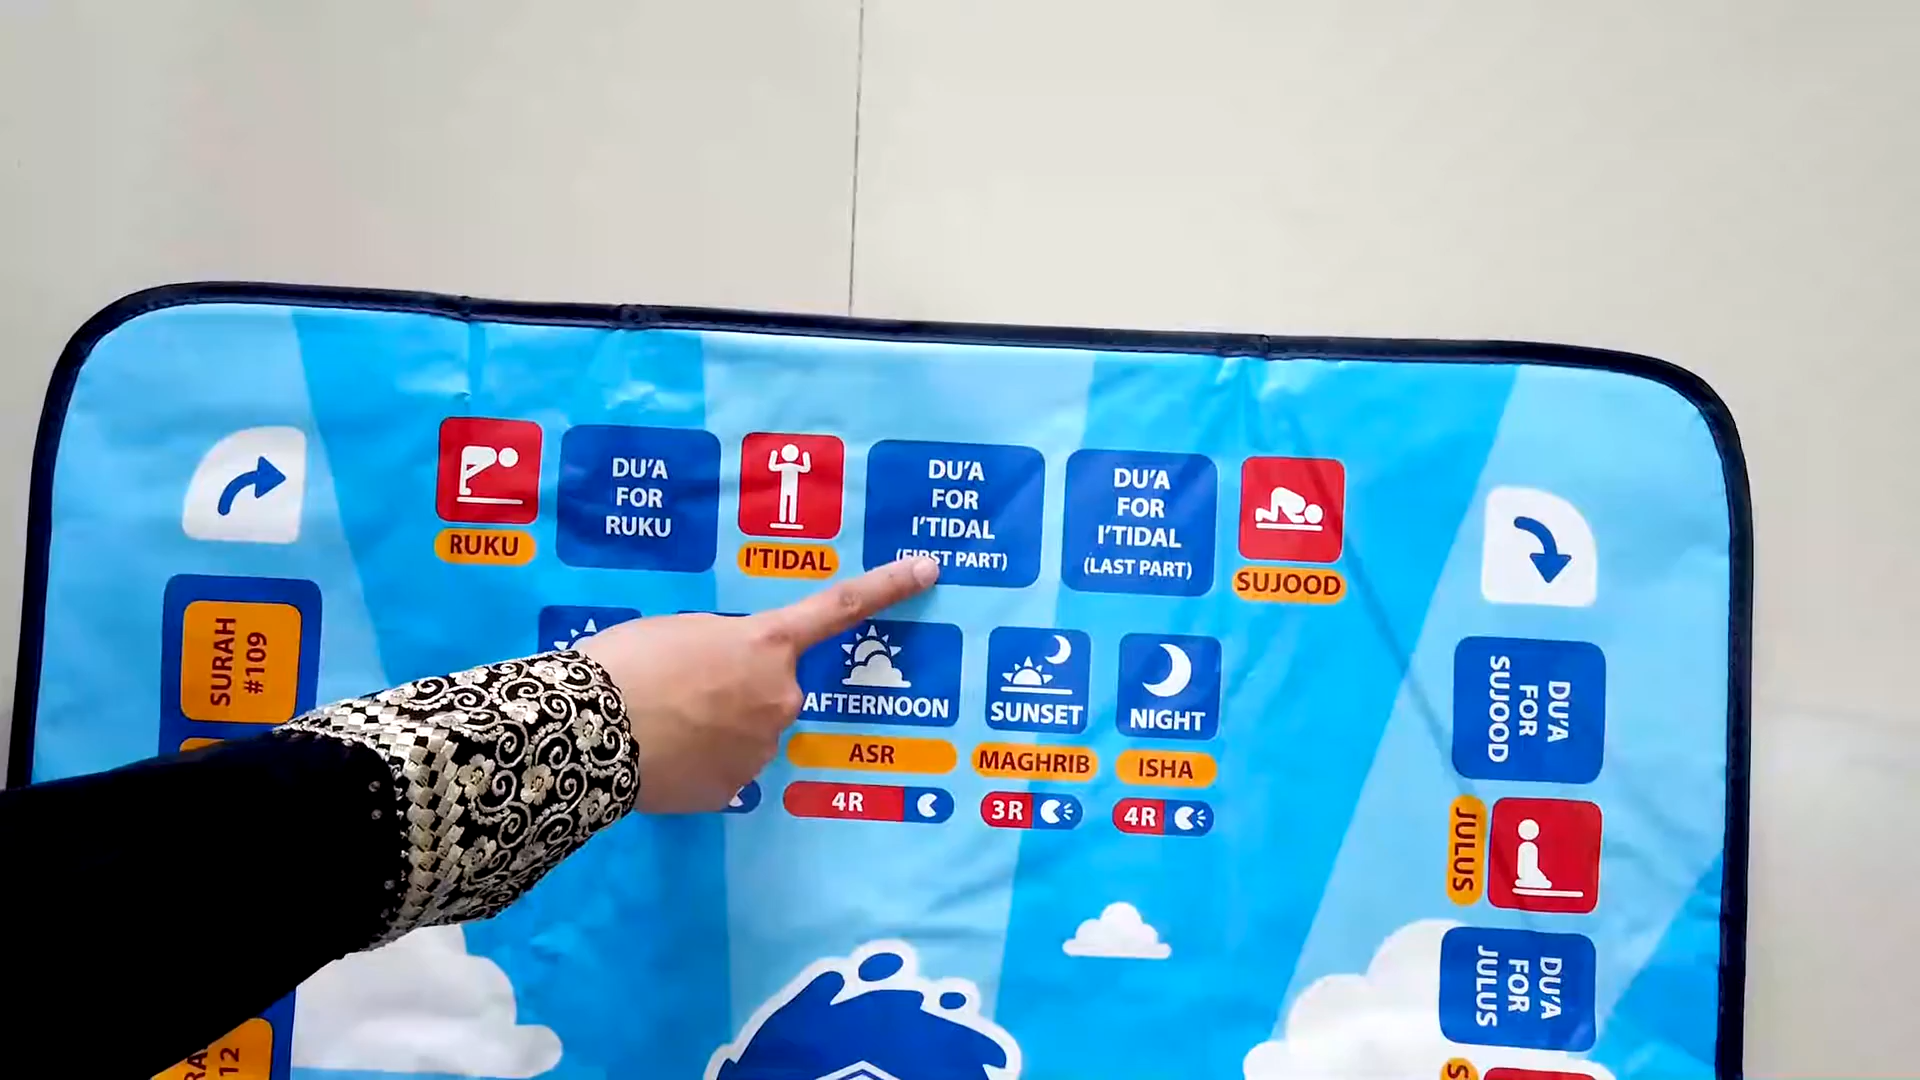 RUKU
DU'A
FOR
RUKU
I'TIDAL
DU'A
FOR
I'TIDAL
(FIRST PART)
DU'A
FOR
I'TIDAL
(LAST PART)
SUJOOD
SURAH
#109
AFTERNOON
ASR
4R
SUNSET
MAGHRIB
3R
NIGHT
ISHA
4R
DU'A
FOR
SUJOOD
JULUS
DU'A
FOR
JULUS